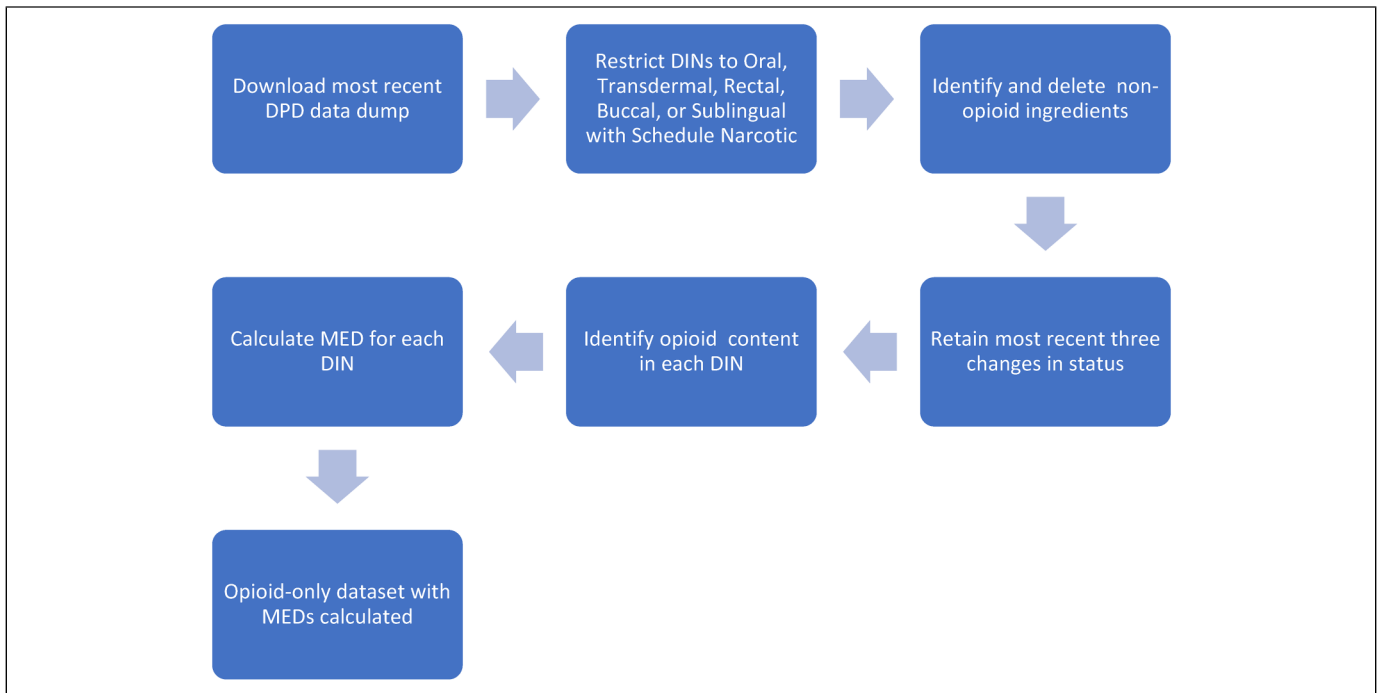 Download most recent
DPD data dump
Restrict DINs to Oral,
Transdermal, Rectal,
Buccal, or Sublingual
with Schedule Narcotic
Identify and delete non-
opioid ingredients
Retain most recent three
changes in status
Identify opioid content
in each DIN
Calculate MED for each
DIN
Opioid-only dataset with
MEDs calculated